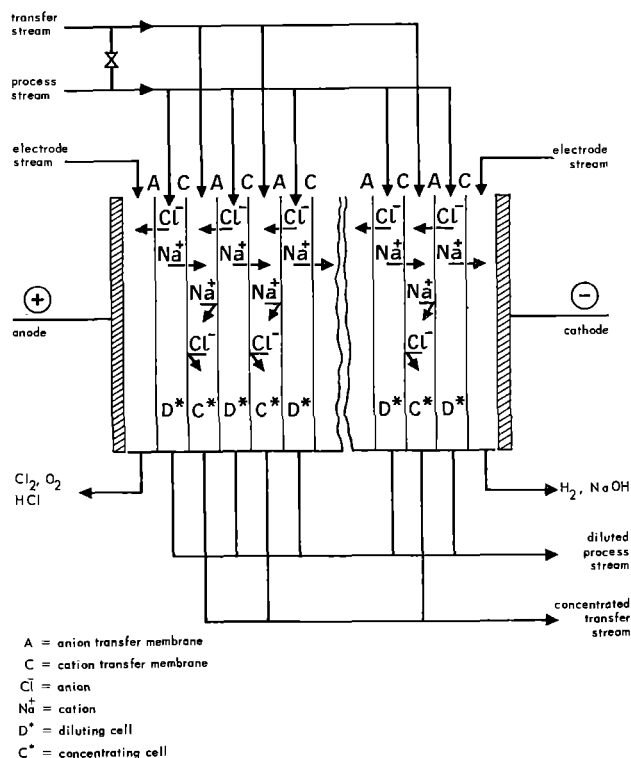 transfer
stream
process
stream
electrode
stream
electrode
stream
A C A C A C A C A C
Cl⁻ Cl⁻ Cl⁻ Cl⁻ Cl⁻
Na⁺ Na⁺ Na⁺ Na⁺ Na⁺
Na⁺ Na⁺ Na⁺
+
anode
−
cathode
Cl⁻ Cl⁻ Cl⁻
D* C* D* C* D* D* C* D*
Cl₂, O₂
HCl
H₂, NaOH
diluted
process
stream
concentrated
transfer
stream
A = anion transfer membrane
C = cation transfer membrane
Cl⁻ = anion
Na⁺ = cation
D* = diluting cell
C* = concentrating cell